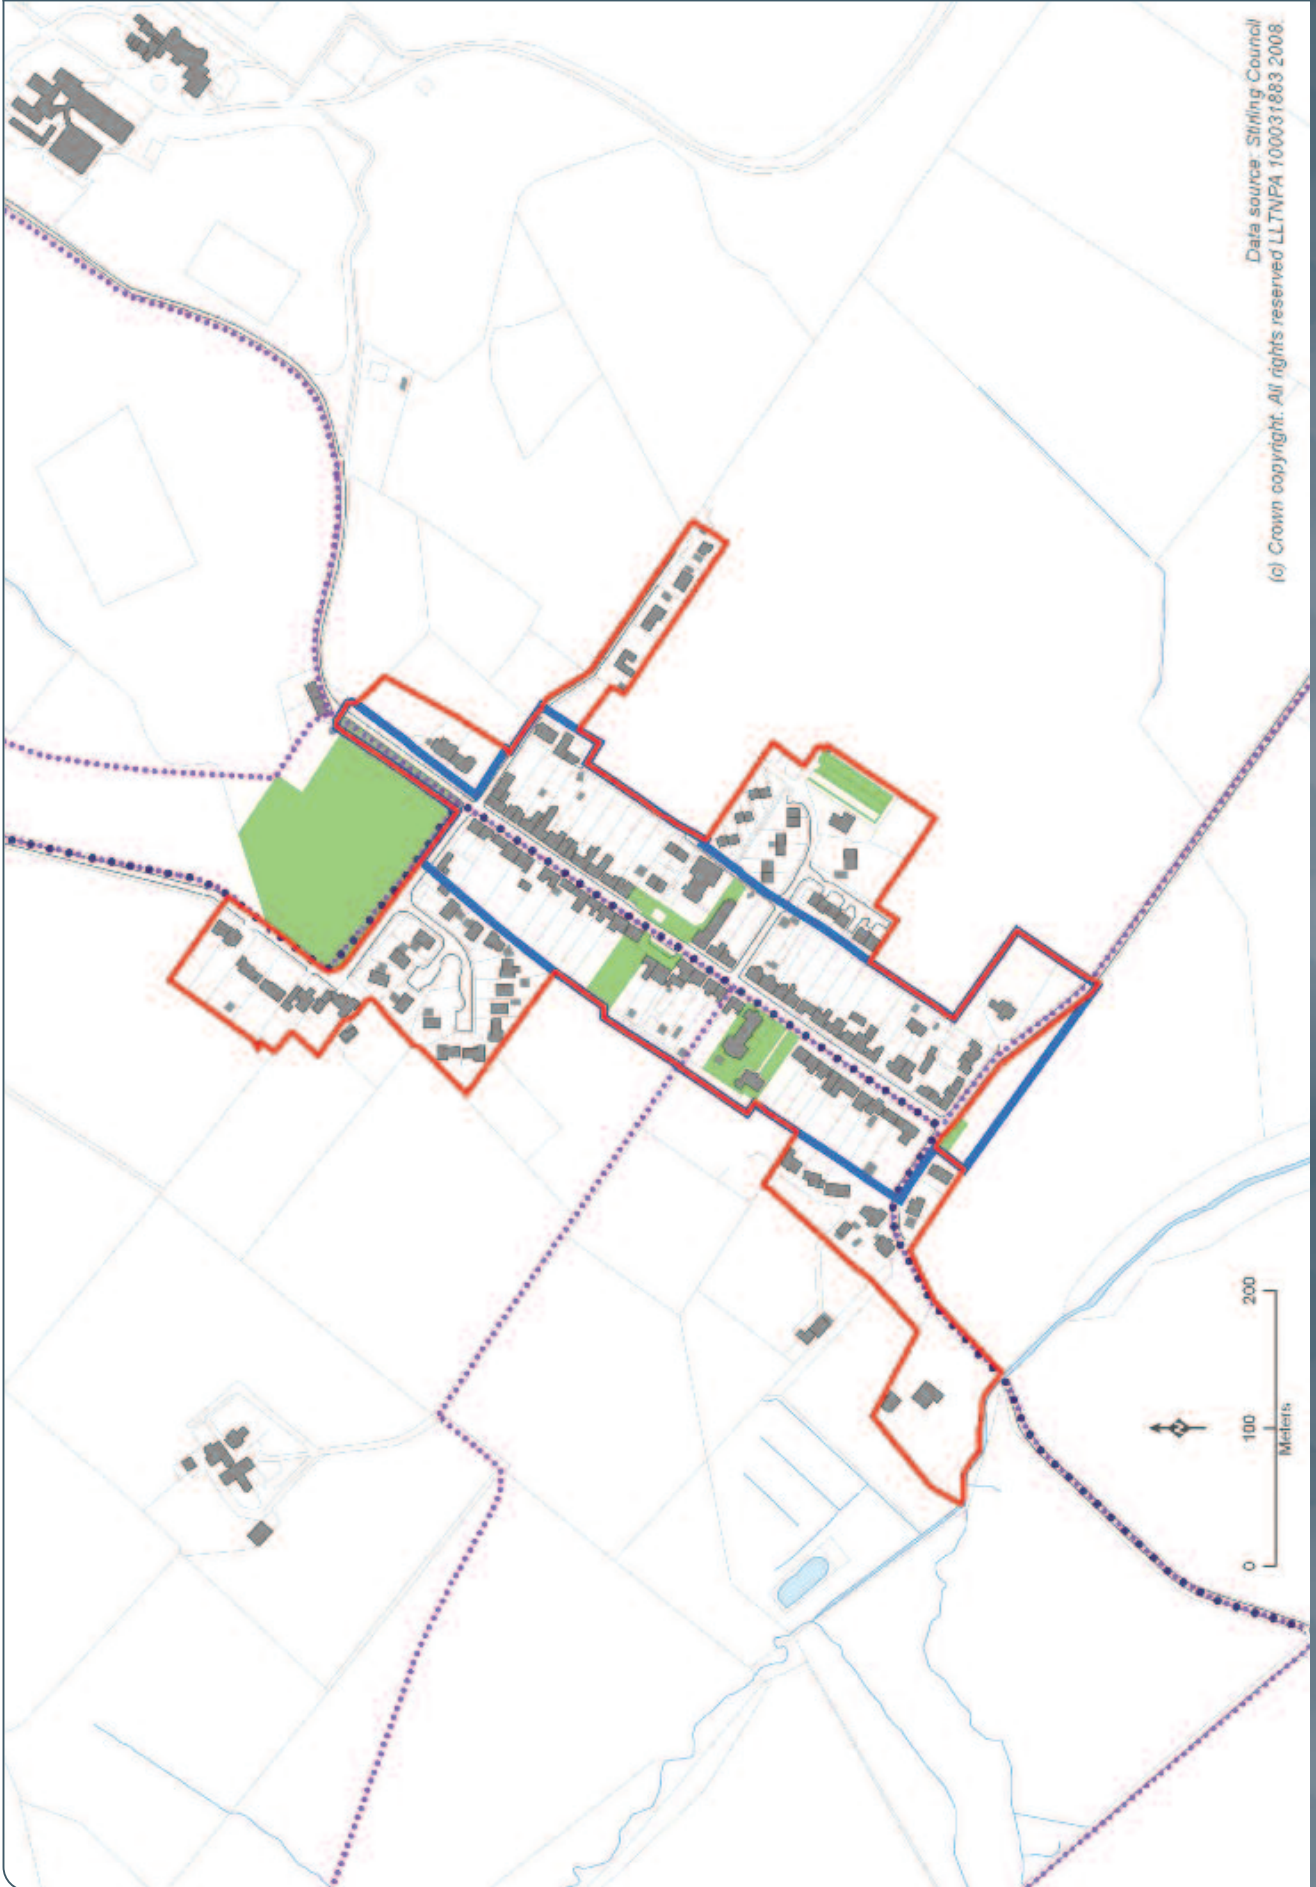 Data source: Stirling Council
(c) Crown copyright. All rights reserved LLTNPA 100031883 2008.
N
0 100 200
Meters